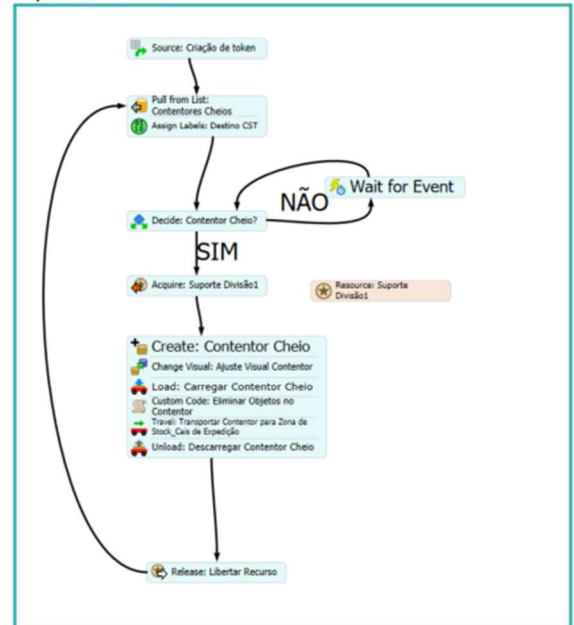 Source: Criação de token
Pull from List:
Contentores Cheios
Assign Labels: Destino CST
Wait for Event
NÃO
Decide: Contentor Cheio?
SIM
Acquire: Suporte Divisão1
Resource: Suporte
Divisão1
Create: Contentor Cheio
Change Visual: Ajuste Visual Contentor
Load: Carregar Contentor Cheio
Custom Code: Eliminar Objetos no
Contentor
Travel: Transportar Contentor para Zona de
Stock_Cais de Expedição
Unload: Descarregar Contentor Cheio
Release: Libertar Recurso